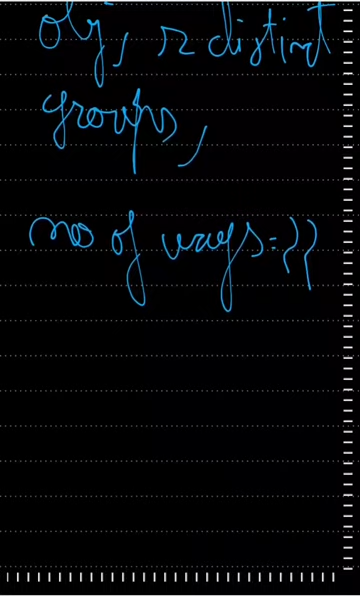 obj, r distinct
groups,
no of ways = ??